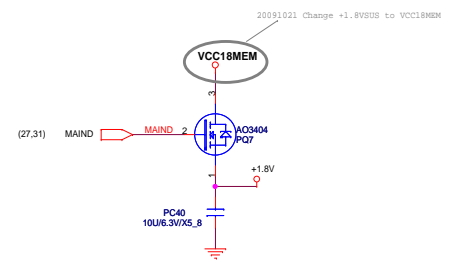 20091021 Change +1.8VSUS to VCC18MEM
VCC18MEM
3
(27,31) MAIND MAIND 2 AO3404
PQ7
1
+1.8V
PC40
10U/6.3V/X5_8